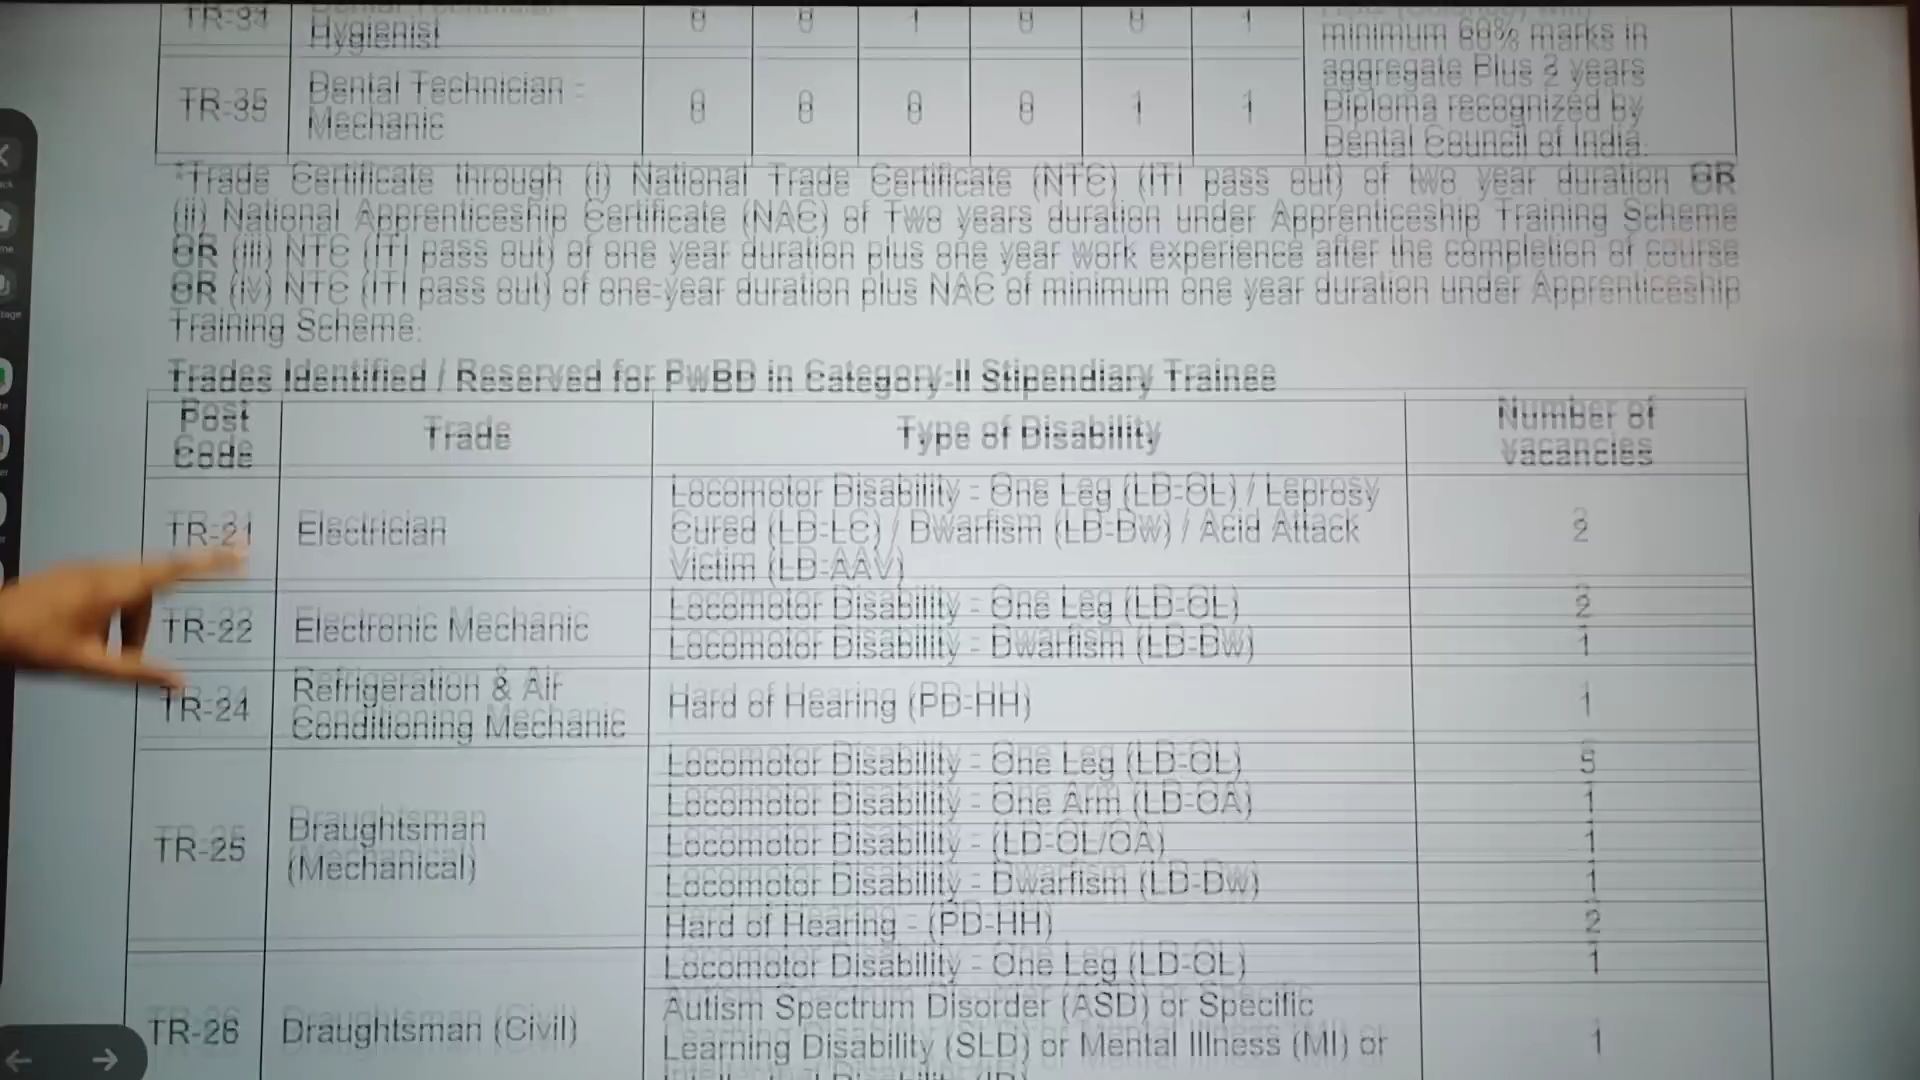 TR-34 Hygienist 0 0 1 0 0 1
minimum 60% marks in
aggregate Plus 2 years
TR-35 Dental Technician - Mechanic 0 0 0 0 1 1
Diploma recognized by
Dental Council of India.
*Trade Certificate through (i) National Trade Certificate (NTC) (ITI pass out) of two year duration OR
(ii) National Apprenticeship Certificate (NAC) of Two years duration under Apprenticeship Training Scheme
OR (iii) NTC (ITI pass out) of one year duration plus one year work experience after the completion of course
OR (iv) NTC (ITI pass out) of one-year duration plus NAC of minimum one year duration under Apprenticeship
Training Scheme.
Trades Identified / Reserved for PwBD in Category-II Stipendiary Trainee
Post Code Trade Type of Disability Number of vacancies
TR-21 Electrician
Locomotor Disability - One Leg (LD-OL) / Leprosy
Cured (LD-LC) / Dwarfism (LD-Dw) / Acid Attack
Victim (LD-AAV)
2
TR-22 Electronic Mechanic
Locomotor Disability - One Leg (LD-OL) 2
Locomotor Disability - Dwarfism (LD-Dw) 1
TR-24 Refrigeration & Air
Conditioning Mechanic
Hard of Hearing (PD-HH) 1
TR-25 Draughtsman
(Mechanical)
Locomotor Disability - One Leg (LD-OL) 5
Locomotor Disability - One Arm (LD-OA) 1
Locomotor Disability - (LD-OL/OA) 1
Locomotor Disability - Dwarfism (LD-Dw) 1
Hard of Hearing - (PD-HH) 2
TR-26 Draughtsman (Civil)
Locomotor Disability - One Leg (LD-OL) 1
Autism Spectrum Disorder (ASD) or Specific
Learning Disability (SLD) or Mental Illness (MI) or
1